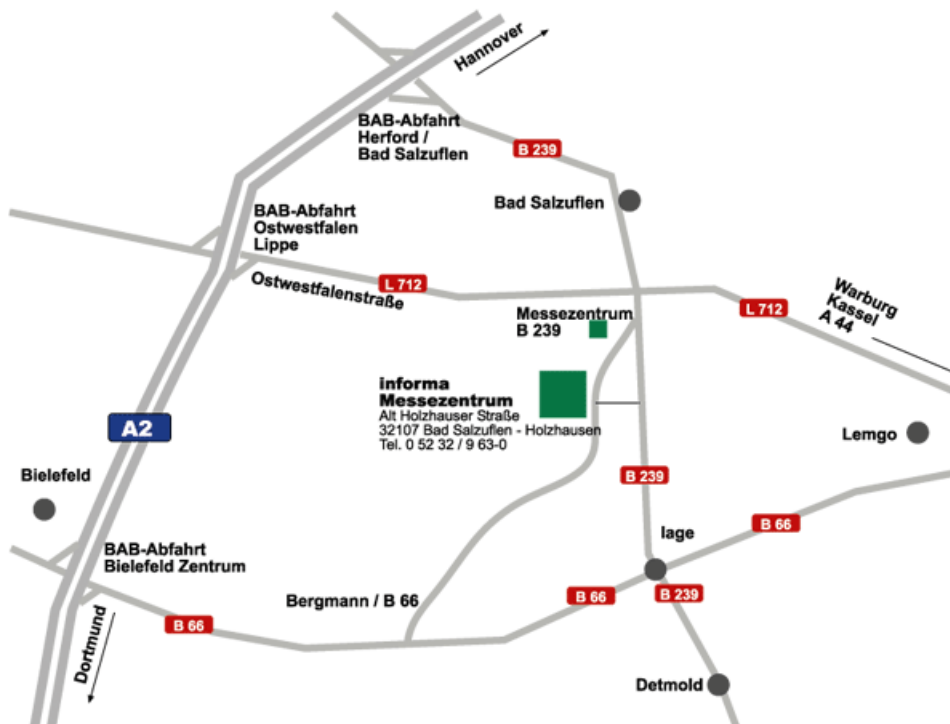 Hannover
BAB-Abfahrt
Herford /
Bad Salzuflen
B 239
Bad Salzuflen
BAB-Abfahrt
Ostwestfalen
Lippe
Ostwestfalenstraße
L 712
L 712
Warburg
Kassel
A 44
Messezentrum
B 239
informa
Messezentrum
Alt Holzhauser Straße
32107 Bad Salzuflen - Holzhausen
Tel. 0 52 32 / 9 63-0
A2
Lemgo
Bielefeld
B 239
B 66
lage
BAB-Abfahrt
Bielefeld Zentrum
Bergmann / B 66
B 66
B 239
B 66
Dortmund
Detmold